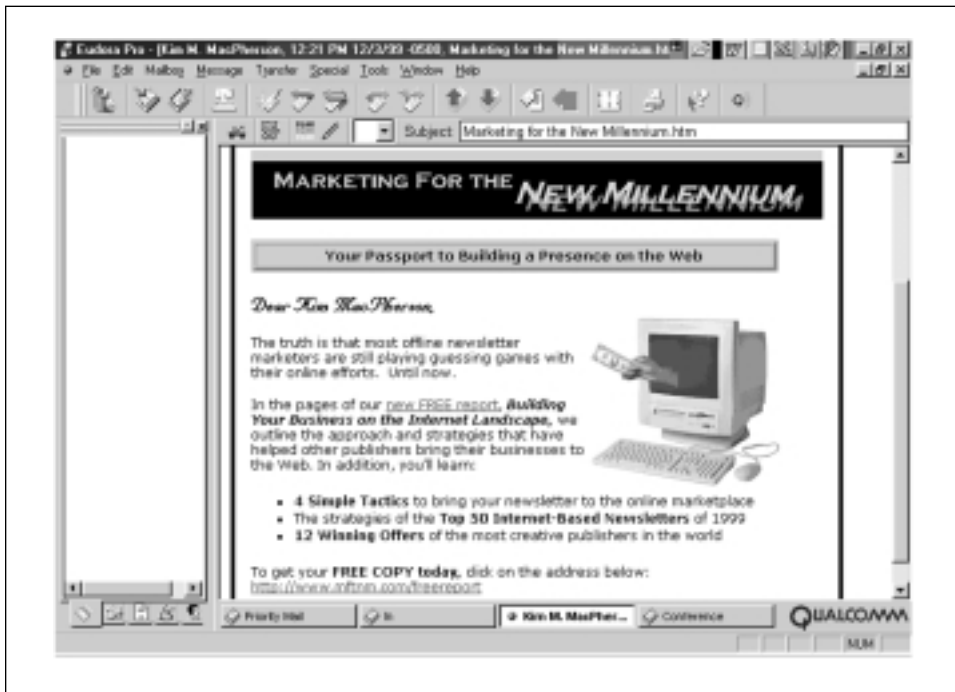 Eudora Pro - [Kim M. MacPherson, 12:21 PM 12/3/99 -0500, Marketing for the New Millennium.ht
File Edit Mailbox Message Transfer Special Tools Window Help
Subject: Marketing for the New Millennium.htm
MARKETING FOR THE NEW MILLENNIUM
Your Passport to Building a Presence on the Web
Dear Kim MacPherson,
The truth is that most offline newsletter
marketers are still playing guessing games with
their online efforts. Until now.
In the pages of our new FREE report, Building
Your Business on the Internet Landscape, we
outline the approach and strategies that have
helped other publishers bring their businesses to
the Web. In addition, you'll learn:
• 4 Simple Tactics to bring your newsletter to the online marketplace
• The strategies of the Top 50 Internet-Based Newsletters of 1999
• 12 Winning Offers of the most creative publishers in the world
To get your FREE COPY today, click on the address below:
http://www.mftnm.com/freereport
Priority Mail In Kim M. MacPher... Conference QUALCOMM
NUM